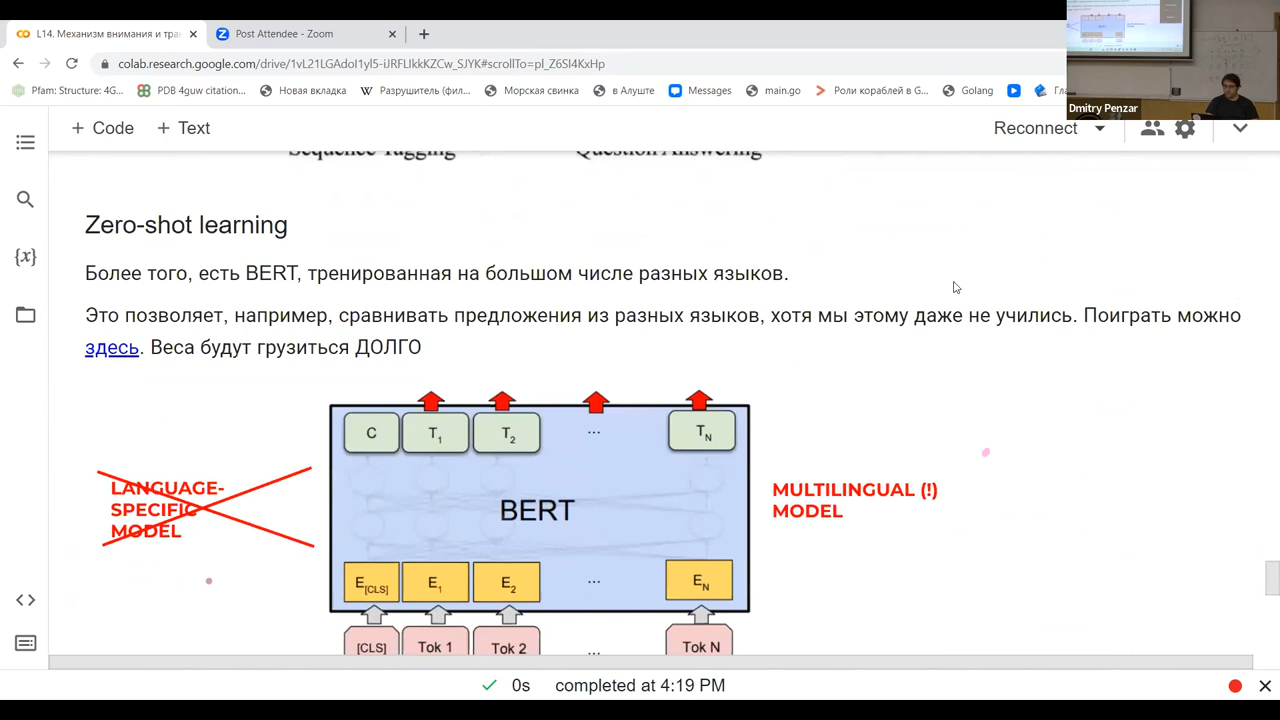 L14. Механизм внимания и тра
Post Attendee - Zoom
colab.research.google.com/drive/
Pfam: Structure: 4G...
PDB 4guw citation...
Новая вкладка
Разрушитель (фил...
Морская свинка
в Алуште
Messages
main.go
Роли кораблей в G...
Golang
Dmitry Penzar
+ Code
+ Text
Reconnect
Sequence Tagging
Question Answering
Zero-shot learning
Более того, есть BERT, тренированная на большом числе разных языков.
Это позволяет, например, сравнивать предложения из разных языков, хотя мы этому даже не учились. Поиграть можно
здесь. Веса будут грузиться ДОЛГО
C T1 T2 ... TN
LANGUAGE-
SPECIFIC
MODEL
BERT
MULTILINGUAL (!)
MODEL
E[CLS] E1 E2 ... EN
[CLS] Tok 1 Tok 2 ... Tok N
0s completed at 4:19 PM